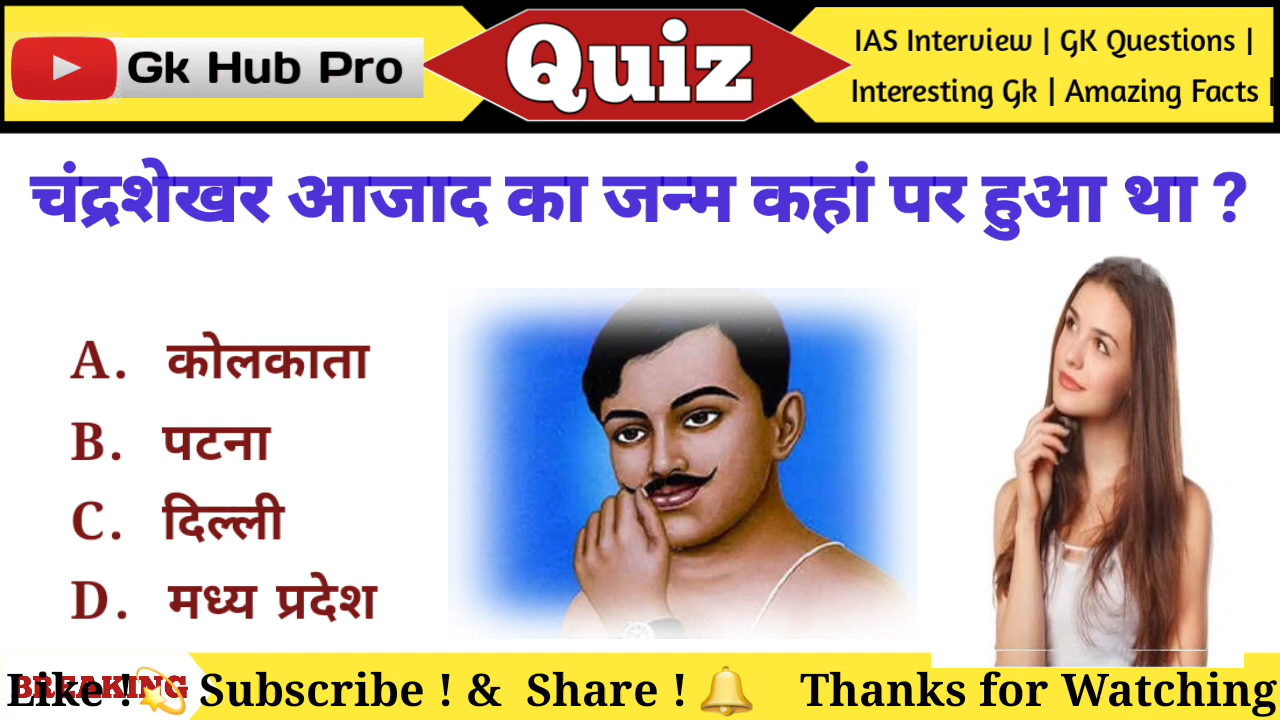 Gk Hub Pro
Quiz
IAS Interview | GK Questions |
Interesting Gk | Amazing Facts |
चंद्रशेखर आजाद का जन्म कहां पर हुआ था ?
A. कोलकाता
B. पटना
C. दिल्ली
D. मध्य प्रदेश
BREAKING
Like ! 💫 Subscribe ! & Share ! 🔔 Thanks for Watching